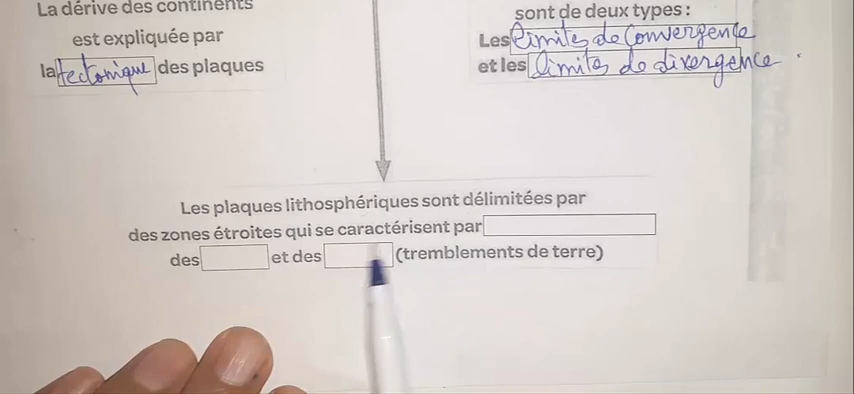 La dérive des continents
est expliquée par
la tectonique des plaques
sont de deux types :
Les limites de convergence
et les limites de divergence
Les plaques lithosphériques sont délimitées par
des zones étroites qui se caractérisent par
des et des (tremblements de terre)